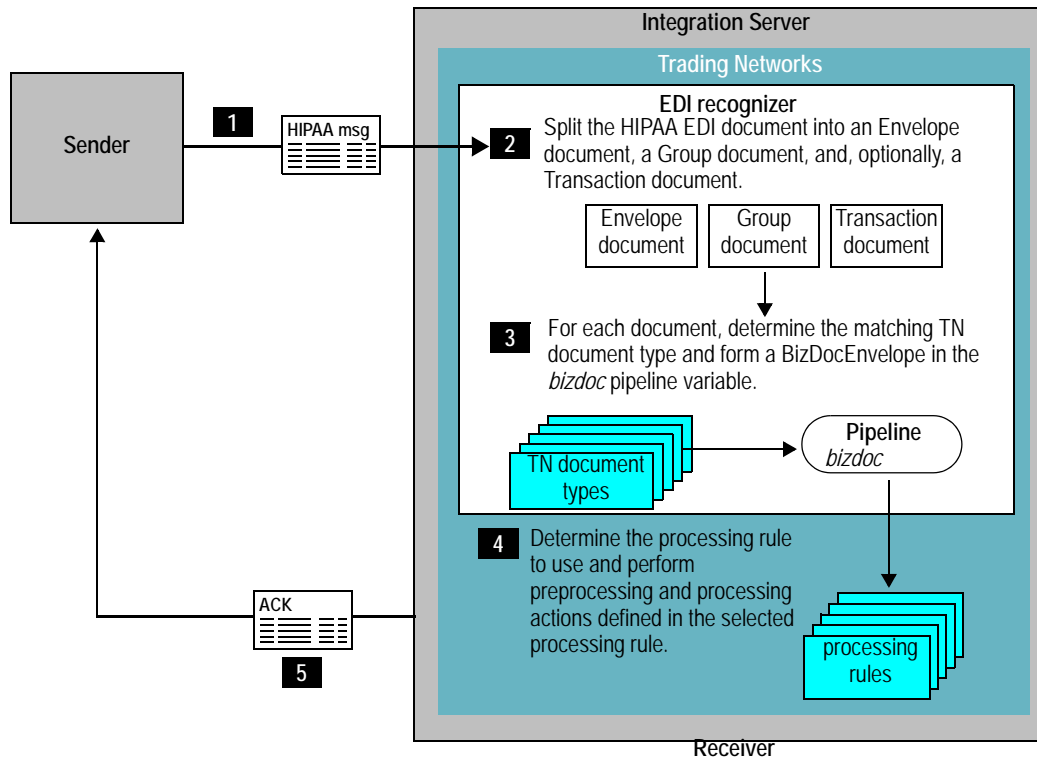 Integration Server
Trading Networks
EDI recognizer
Sender
1
HIPAA msg
2
Split the HIPAA EDI document into an Envelope
document, a Group document, and, optionally, a
Transaction document.
Envelope
document
Group
document
Transaction
document
3
For each document, determine the matching TN
document type and form a BizDocEnvelope in the
bizdoc pipeline variable.
TN document
types
Pipeline
bizdoc
4
Determine the processing rule
to use and perform
preprocessing and processing
actions defined in the selected
processing rule.
processing
rules
ACK
5
Receiver